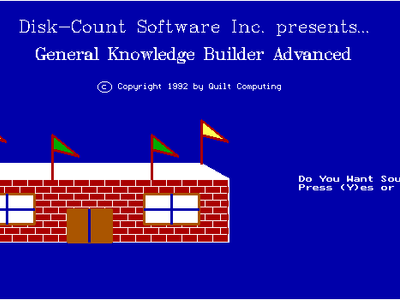 Disk-Count Software Inc. presents...
General Knowledge Builder Advanced
© Copyright 1992 by Quilt Computing
Do You Want Sou
Press (Y)es or